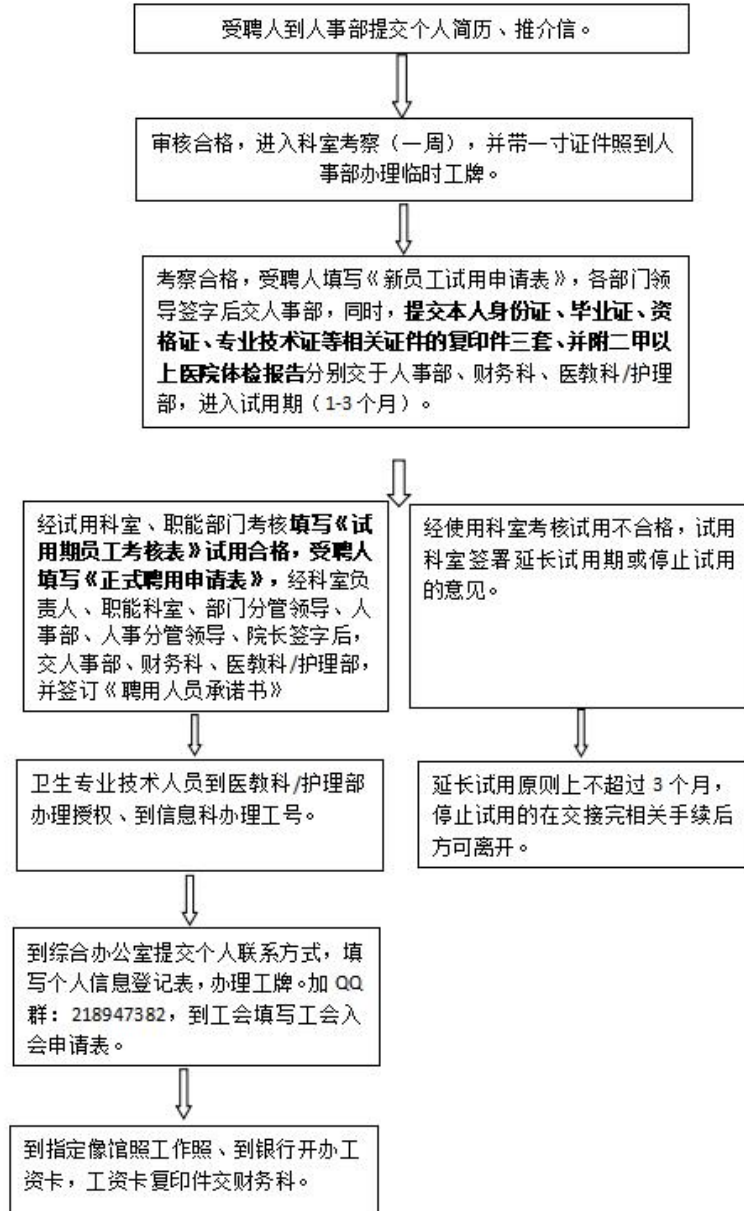 受聘人到人事部提交个人简历、推介信。
审核合格，进入科室考察（一周），并带一寸证件照到人
事部办理临时工牌。
考察合格，受聘人填写《新员工试用申请表》，各部门领
导签字后交人事部，同时，提交本人身份证、毕业证、资
格证、专业技术证等相关证件的复印件三套、并附二甲以
上医院体检报告分别交于人事部、财务科、医教科/护理
部，进入试用期（1-3个月）。
经试用科室、职能部门考核填写《试
用期员工考核表》试用合格，受聘人
填写《正式聘用申请表》，经科室负
责人、职能科室、部门分管领导、人
事部、人事分管领导、院长签字后，
交人事部、财务科、医教科/护理部，
并签订《聘用人员承诺书》
经使用科室考核试用不合格，试用
科室签署延长试用期或停止试用
的意见。
卫生专业技术人员到医教科/护理部
办理授权、到信息科办理工号。
延长试用原则上不超过3个月，
停止试用的在交接完相关手续后
方可离开。
到综合办公室提交个人联系方式，填
写个人信息登记表，办理工牌。加QQ
群：218947382，到工会填写工会入
会申请表。
到指定像馆照工作照、到银行开办工
资卡，工资卡复印件交财务科。